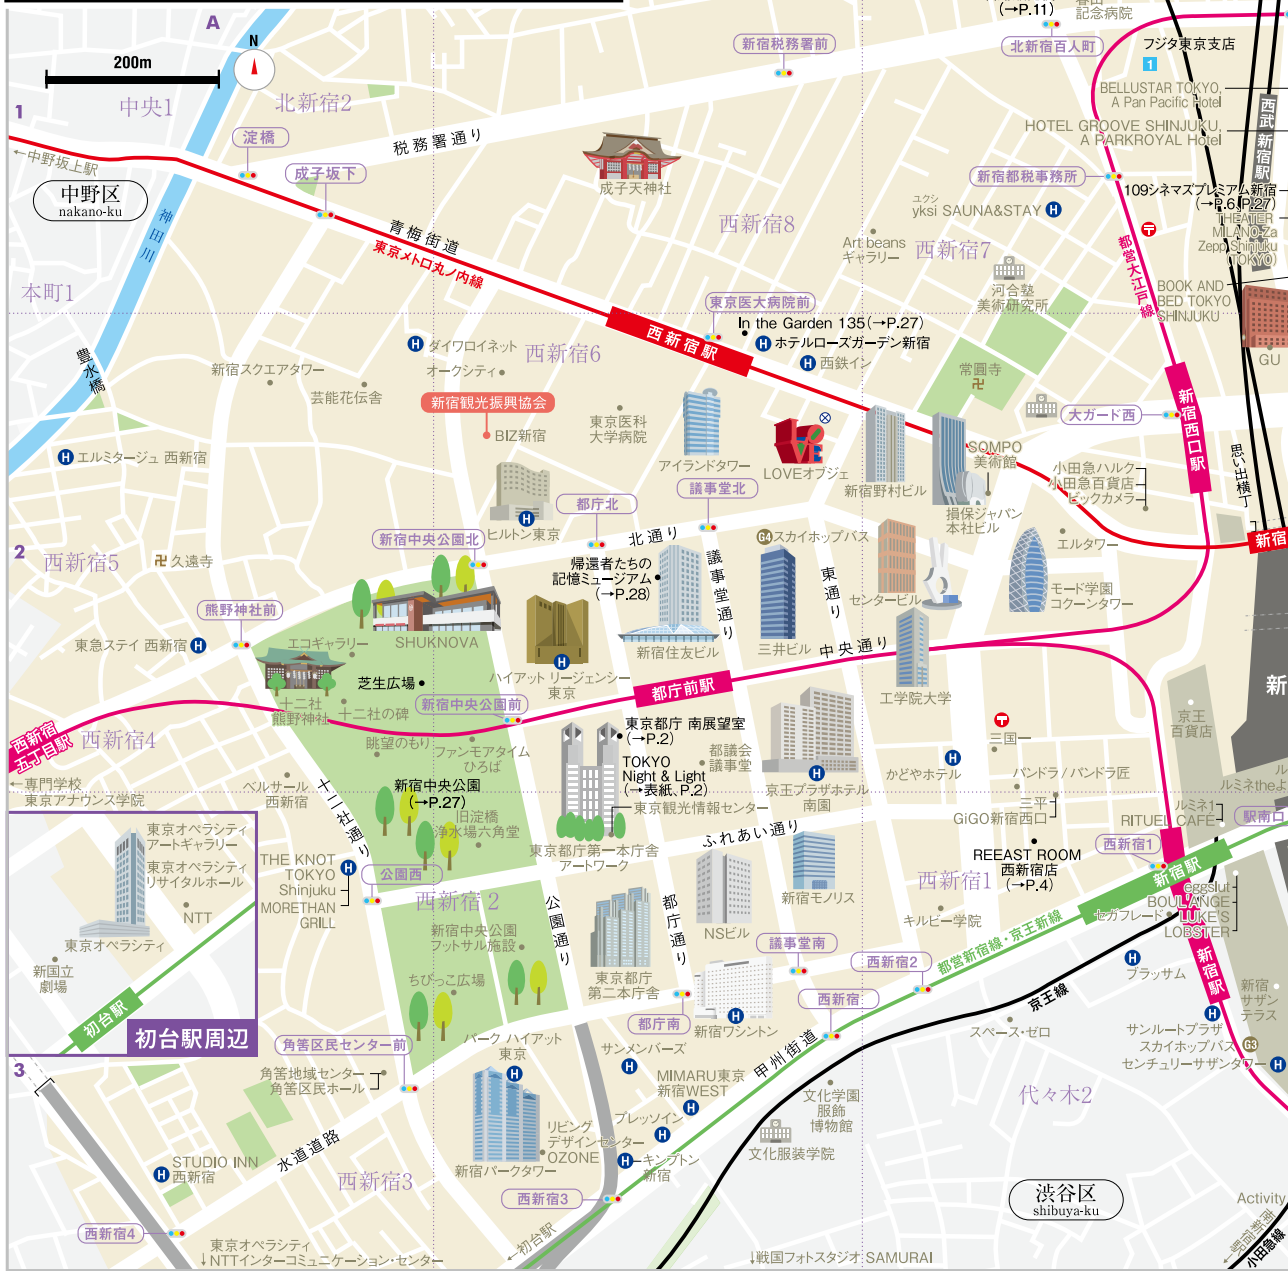 (→P.11)
記念病院
A
N
200m
新宿税務署前
北新宿百人町
フジタ東京支店
1
BELLUSTAR TOKYO,
A Pan Pacific Hotel
HOTEL GROOVE SHINJUKU,
A PARKROYAL Hotel
西武新宿駅
1
中央1
北新宿2
淀橋
税務署通り
←中野坂上駅
成子坂下
成子天神社
新宿都税事務所
109シネマズプレミアム新宿
(→P.6、P.27)
THEATER
MILANO-Za
Zepp Shinjuku
(TOKYO)
中野区
nakano-ku
神田川
青梅街道
東京メトロ丸ノ内線
西新宿8
ユクシ
yksi SAUNA&STAY H
Art beans
ギャラリー
西新宿7
都営大江戸線
河合塾
美術研究所
BOOK AND
BED TOKYO
SHINJUKU
GU
本町1
東京医大病院前
In the Garden 135(→P.27)
H ホテルローズガーデン新宿
H 西鉄イン
西新宿駅
豊水橋
H ダイワロイネット
西新宿6
オークシティ
新宿スクエアタワー
芸能花伝舎
新宿観光振興協会
BIZ新宿
東京医科
大学病院
アイランドタワー
LOVE
LOVEオブジェ
新宿野村ビル
常圓寺
大ガード西
新宿西口駅
思い出横丁
SOMPO
美術館
損保ジャパン
本社ビル
小田急ハルク
小田急百貨店
ビックカメラ
エルタワー
新宿
H エルミタージュ 西新宿
H
ヒルトン東京
都庁北
議事堂北
2
西新宿5
久遠寺
新宿中央公園北
北通り
帰還者たちの
記憶ミュージアム
(→P.28)
議事堂通り
G4 スカイホップバス
東通り
センタービル
モード学園
コクーンタワー
熊野神社前
東急ステイ 西新宿 H
エコギャラリー
SHUKNOVA
新宿住友ビル
三井ビル
中央通り
工学院大学
十二社
熊野神社
芝生広場
十二社の碑
H
ハイアット リージェンシー
東京
都庁前駅
新宿中央公園前
新
西新宿
五丁目駅
西新宿4
眺望のもり
ファンモアタイム
ひろば
東京都庁 南展望室
(→P.2)
TOKYO
Night & Light
(→表紙、P.2)
都議会
議事堂
東京観光情報センター
H
京王プラザホテル
南園
三国一
H
かどやホテル
バンドラ/バンドラ匠
三平
GiGO新宿西口
京王
百貨店
ルミネtheよ
ルミネ1
RITUEL CAFÉ
駅南口
←専門学校
東京アナウンス学院
ベルサール
西新宿
十二社通り
新宿中央公園
(→P.27)
旧淀橋
浄水場六角堂
東京都庁第一本庁舎
アートワーク
ふれあい通り
REEAST ROOM
西新宿店
(→P.4)
西新宿1
新宿駅
東京オペラシティ
アートギャラリー
東京オペラシティ
リサイタルホール
NTT
東京オペラシティ
新国立
劇場
初台駅
初台駅周辺
THE KNOT
TOKYO
Shinjuku
H
MORETHAN
GRILL
公園西
西新宿2
新宿中央公園
フットサル施設
ちびっこ広場
公園通り
東京都庁
第二本庁舎
都庁通り
NSビル
新宿モノリス
西新宿1
キルビー学院
セガフレード
eggslut
BOULANGE
LUKE'S
LOBSTER
都営新宿線・京王新線
議事堂南
西新宿2
西新宿
都庁南
H
新宿ワシントン
H
ブラッサム
新宿駅
新宿
サザン
テラス
京王線
スペース・ゼロ
H
サンルートプラザ
スカイホップバス G3
センチュリーサザンタワー H
3
角筈区民センター前
角筈地域センター
角筈区民ホール
パーク ハイアット
東京
H
サンメンバーズ
H
MIMARU東京
新宿WEST
H
甲州街道
文化学園
服飾
博物館
文化服装学院
代々木2
プレッソイン
H
リビング
デザインセンター
OZONE
新宿パークタワー
H キンプトン
新宿
水道道路
H STUDIO INN
西新宿
西新宿3
西新宿3
渋谷区
shibuya-ku
Activity
西新宿4
東京オペラシティ
↓NTTインターコミュニケーション・センター
←初台駅
↓戦国フォトスタジオ SAMURAI
小田急線